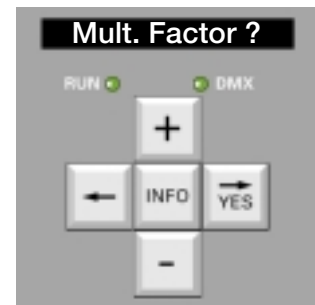 Mult. Factor ?
RUN DMX
+
← INFO → YES
-